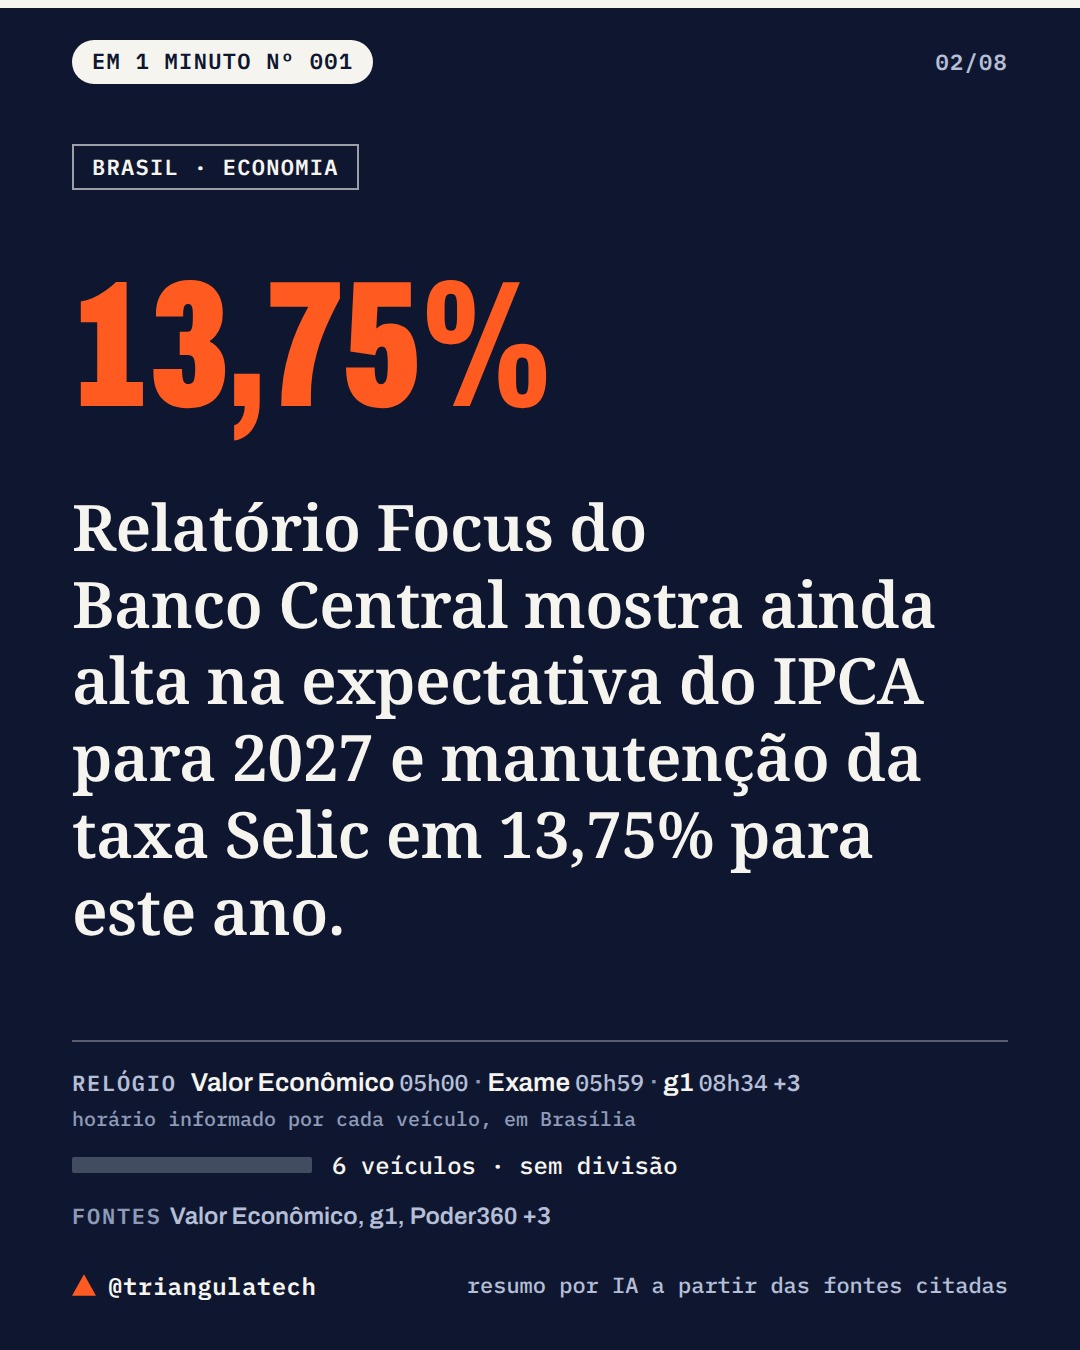 EM 1 MINUTO Nº 001
02/08
BRASIL · ECONOMIA
13,75%
Relatório Focus do
Banco Central mostra ainda
alta na expectativa do IPCA
para 2027 e manutenção da
taxa Selic em 13,75% para
este ano.
RELÓGIO Valor Econômico 05h00 · Exame 05h59 · g1 08h34 +3
horário informado por cada veículo, em Brasília
6 veículos · sem divisão
FONTES Valor Econômico, g1, Poder360 +3
@triangulatech
resumo por IA a partir das fontes citadas